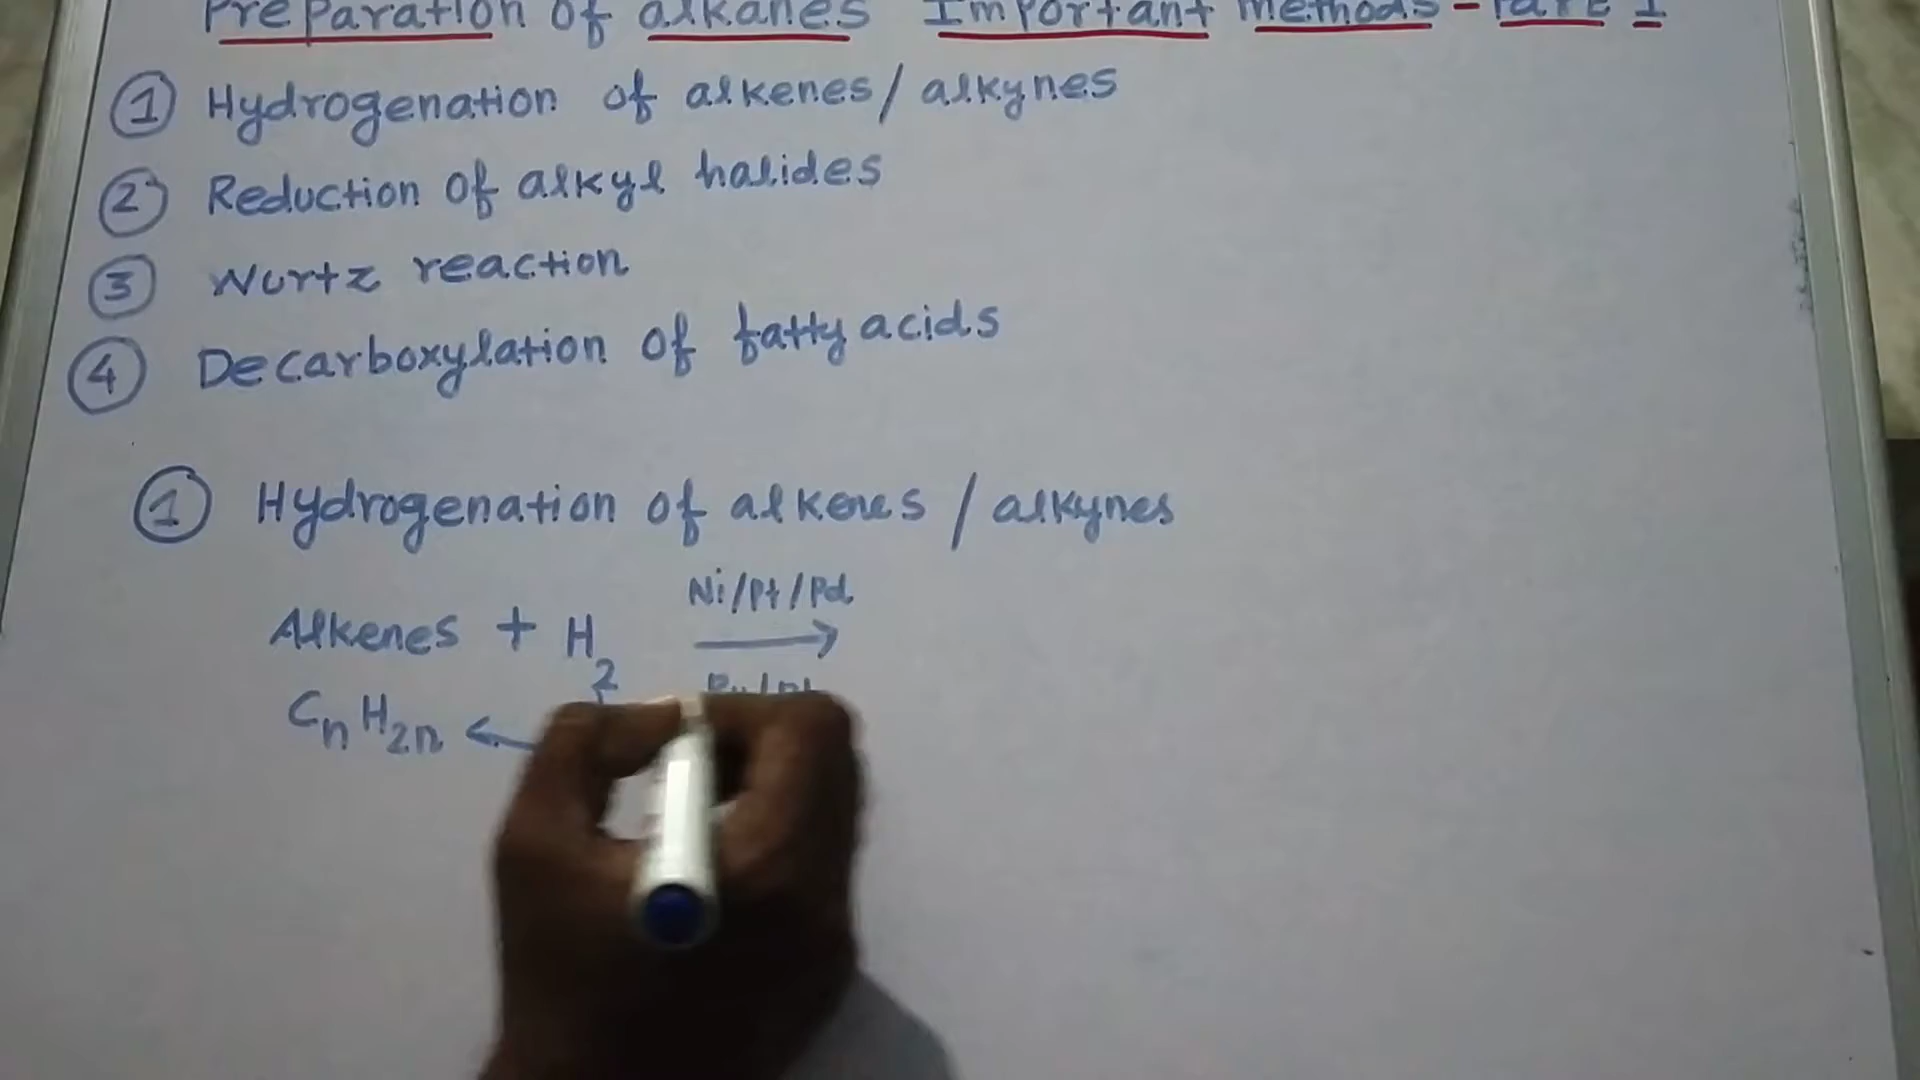 Preparation of alkanes Important Methods - Part I
① Hydrogenation of alkenes / alkynes
② Reduction of alkyl halides
③ Wurtz reaction
④ Decarboxylation of fatty acids
① Hydrogenation of alkenes / alkynes
Ni/Pt/Pd
Alkenes + H2 →
CnH2n ←